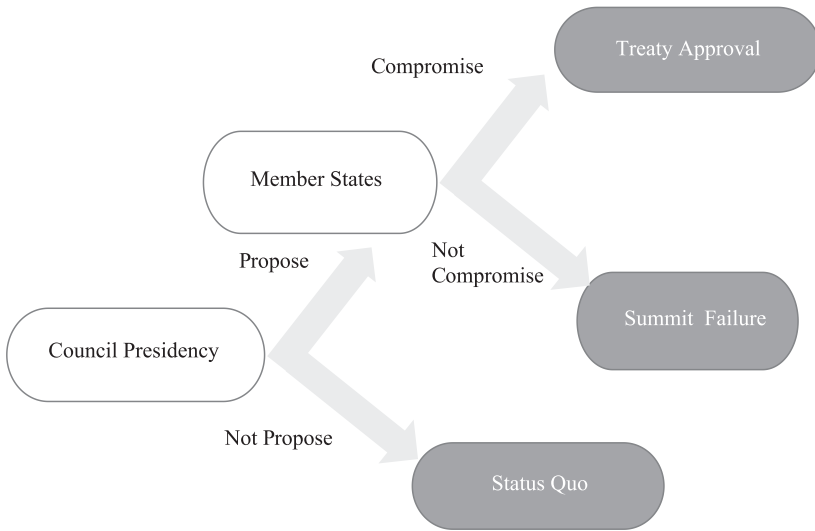 Treaty Approval
Compromise
Member States
Not
Compromise
Propose
Summit Failure
Council Presidency
Not Propose
Status Quo